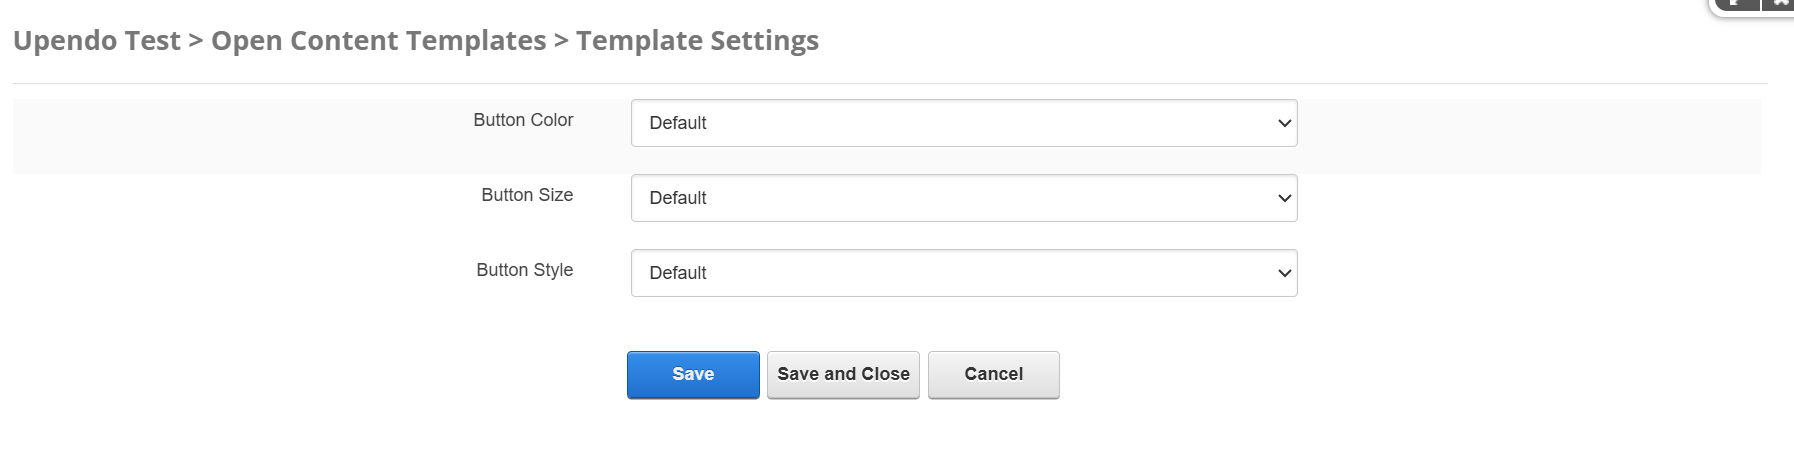 Upendo Test > Open Content Templates > Template Settings
Button Color
Default
Button Size
Default
Button Style
Default
Save
Save and Close
Cancel